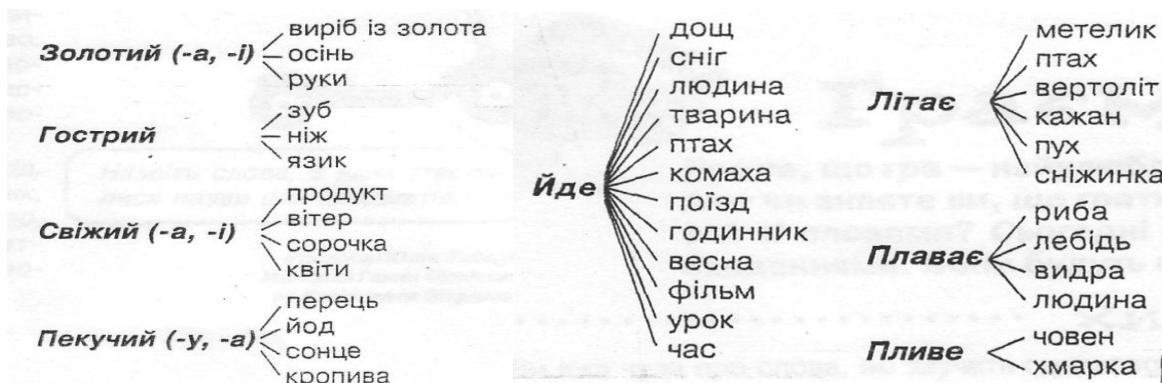 Золотий (-а, -і)
виріб із золота
осінь
руки
Гострий
зуб
ніж
язик
Свіжий (-а, -і)
продукт
вітер
сорочка
квіти
Пекучий (-у, -а)
перець
йод
сонце
кропива
Йде
дощ
сніг
людина
тварина
птах
комаха
поїзд
годинник
весна
фільм
урок
час
Літає
метелик
птах
вертоліт
кажан
пух
сніжинка
Плаває
риба
лебідь
видра
людина
Пливе
човен
хмарка